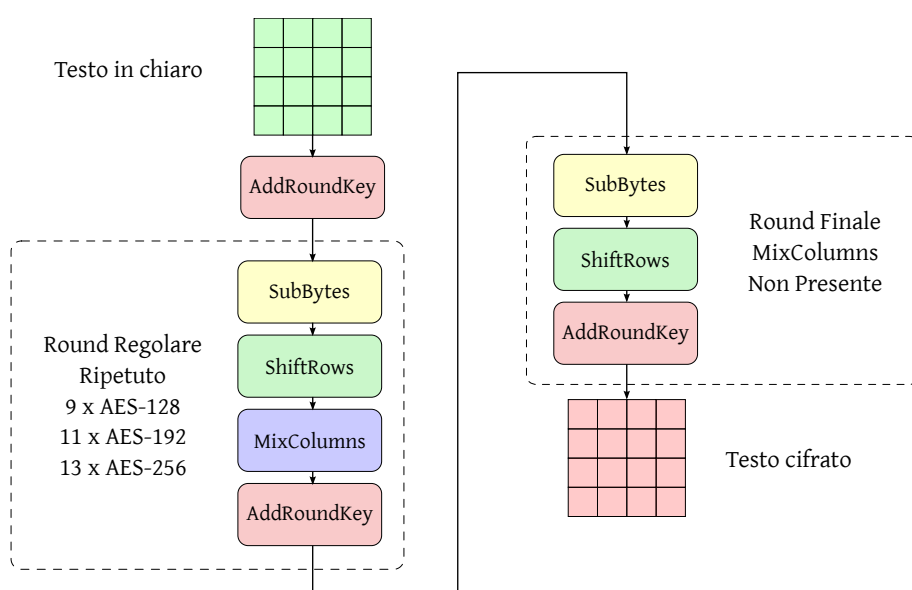 Testo in chiaro
AddRoundKey
SubBytes
ShiftRows
MixColumns
AddRoundKey
Round Regolare
Ripetuto
9 x AES-128
11 x AES-192
13 x AES-256
SubBytes
ShiftRows
AddRoundKey
Round Finale
MixColumns
Non Presente
Testo cifrato